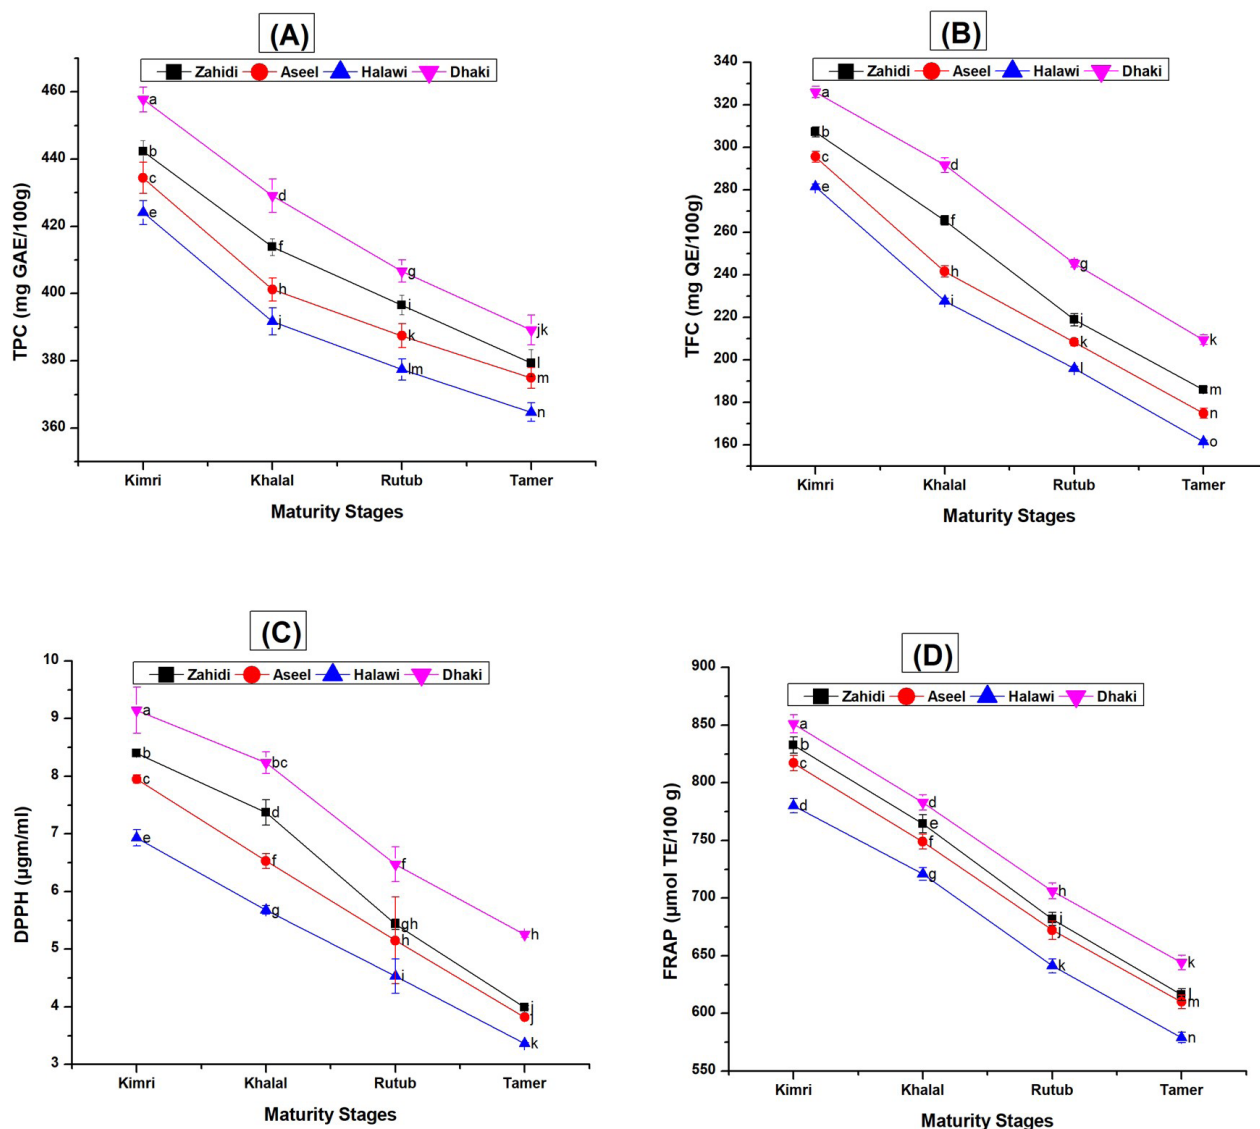 (A)
Zahidi Aseel Halawi Dhaki
TPC (mg GAE/100g)
460
440
420
400
380
360
a
b
c
e
d
f
h
j
g
i
k
lm
jk
l
m
n
Kimri Khalal Rutub Tamer
Maturity Stages
(B)
Zahidi Aseel Halawi Dhaki
TFC (mg QE/100g)
340
320
300
280
260
240
220
200
180
160
a
b
c
e
d
f
h
i
g
j
k
l
k
m
n
o
Kimri Khalal Rutub Tamer
Maturity Stages
(C)
Zahidi Aseel Halawi Dhaki
DPPH (µgm/ml)
10
9
8
7
6
5
4
3
a
b
c
e
bc
d
f
g
f
gh
h
i
h
j
k
Kimri Khalal Rutub Tamer
Maturity Stages
(D)
Zahidi Aseel Halawi Dhaki
FRAP (µmol TE/100 g)
900
850
800
750
700
650
600
550
a
b
c
d
d
e
f
g
h
j
k
k
l
m
n
Kimri Khalal Rutub Tamer
Maturity Stages